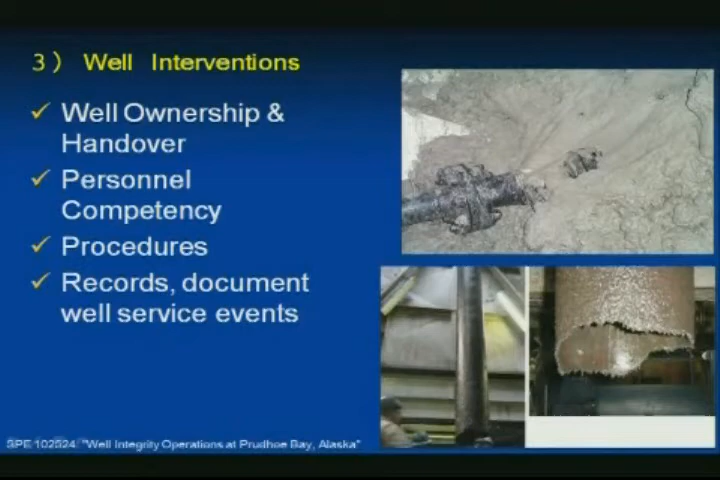 3) Well Interventions
✓ Well Ownership &
Handover
✓ Personnel
Competency
✓ Procedures
✓ Records, document
well service events
SPE 102524 "Well Integrity Operations at Prudhoe Bay, Alaska"